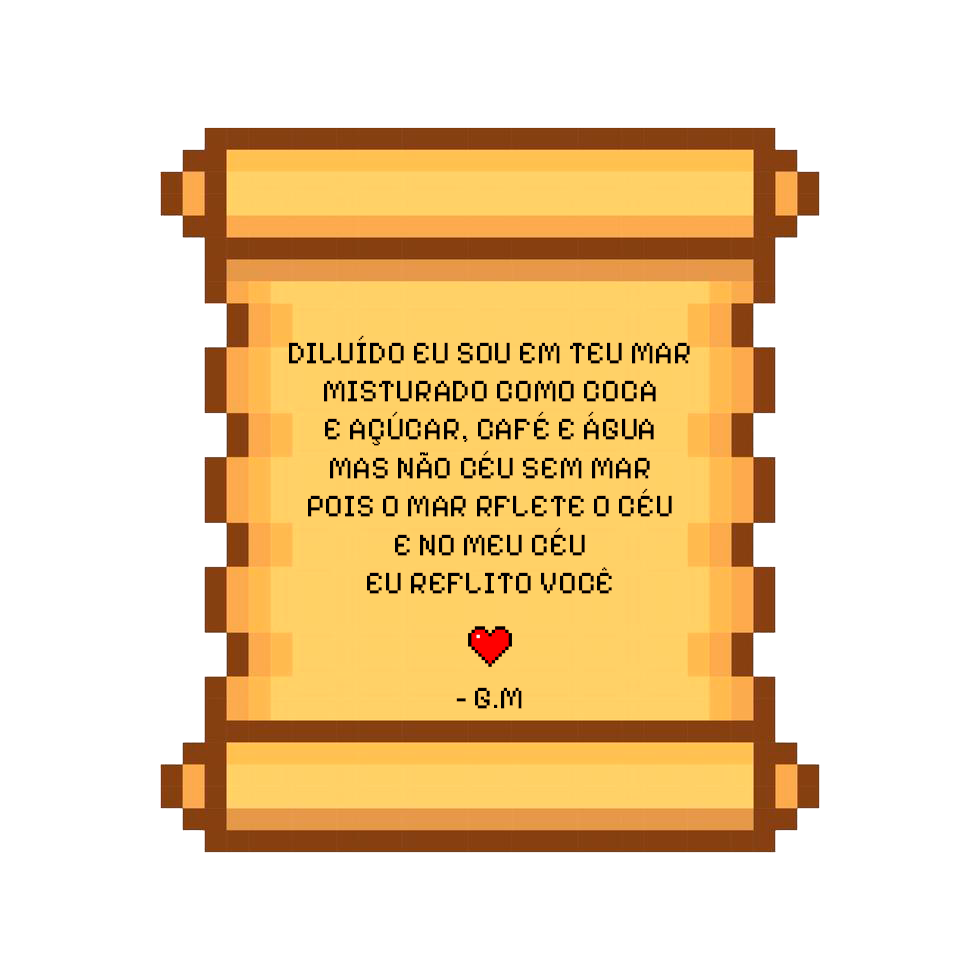 DILUÍDO EU SOU EM TEU MAR
MISTURADO COMO COCA
E AÇÚCAR, CAFÉ E ÁGUA
MAS NÃO CÉU SEM MAR
POIS O MAR RFLETE O CÉU
E NO MEU CÉU
EU REFLITO VOCÊ
- G.M